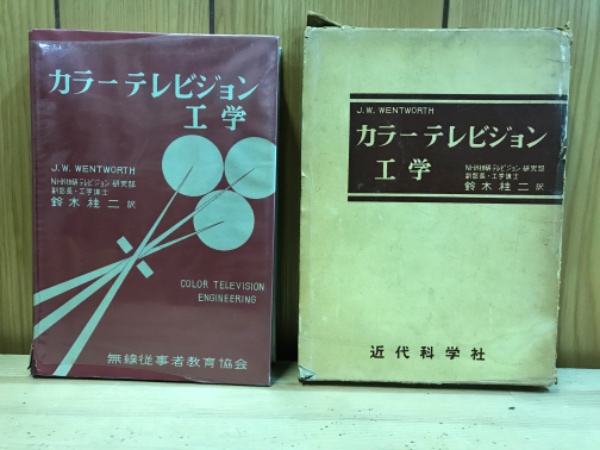 カラーテレビジョン
工学
J. W. WENTWORTH
NHK技研テレビジョン研究部
副部長・工学博士
鈴木桂二 訳
COLOR TELEVISION
ENGINEERING
無線従事者教育協会
J. W. WENTWORTH
カラーテレビジョン
工学
NHK技研テレビジョン研究部
副部長・工学博士
鈴木桂二 訳
近代科学社